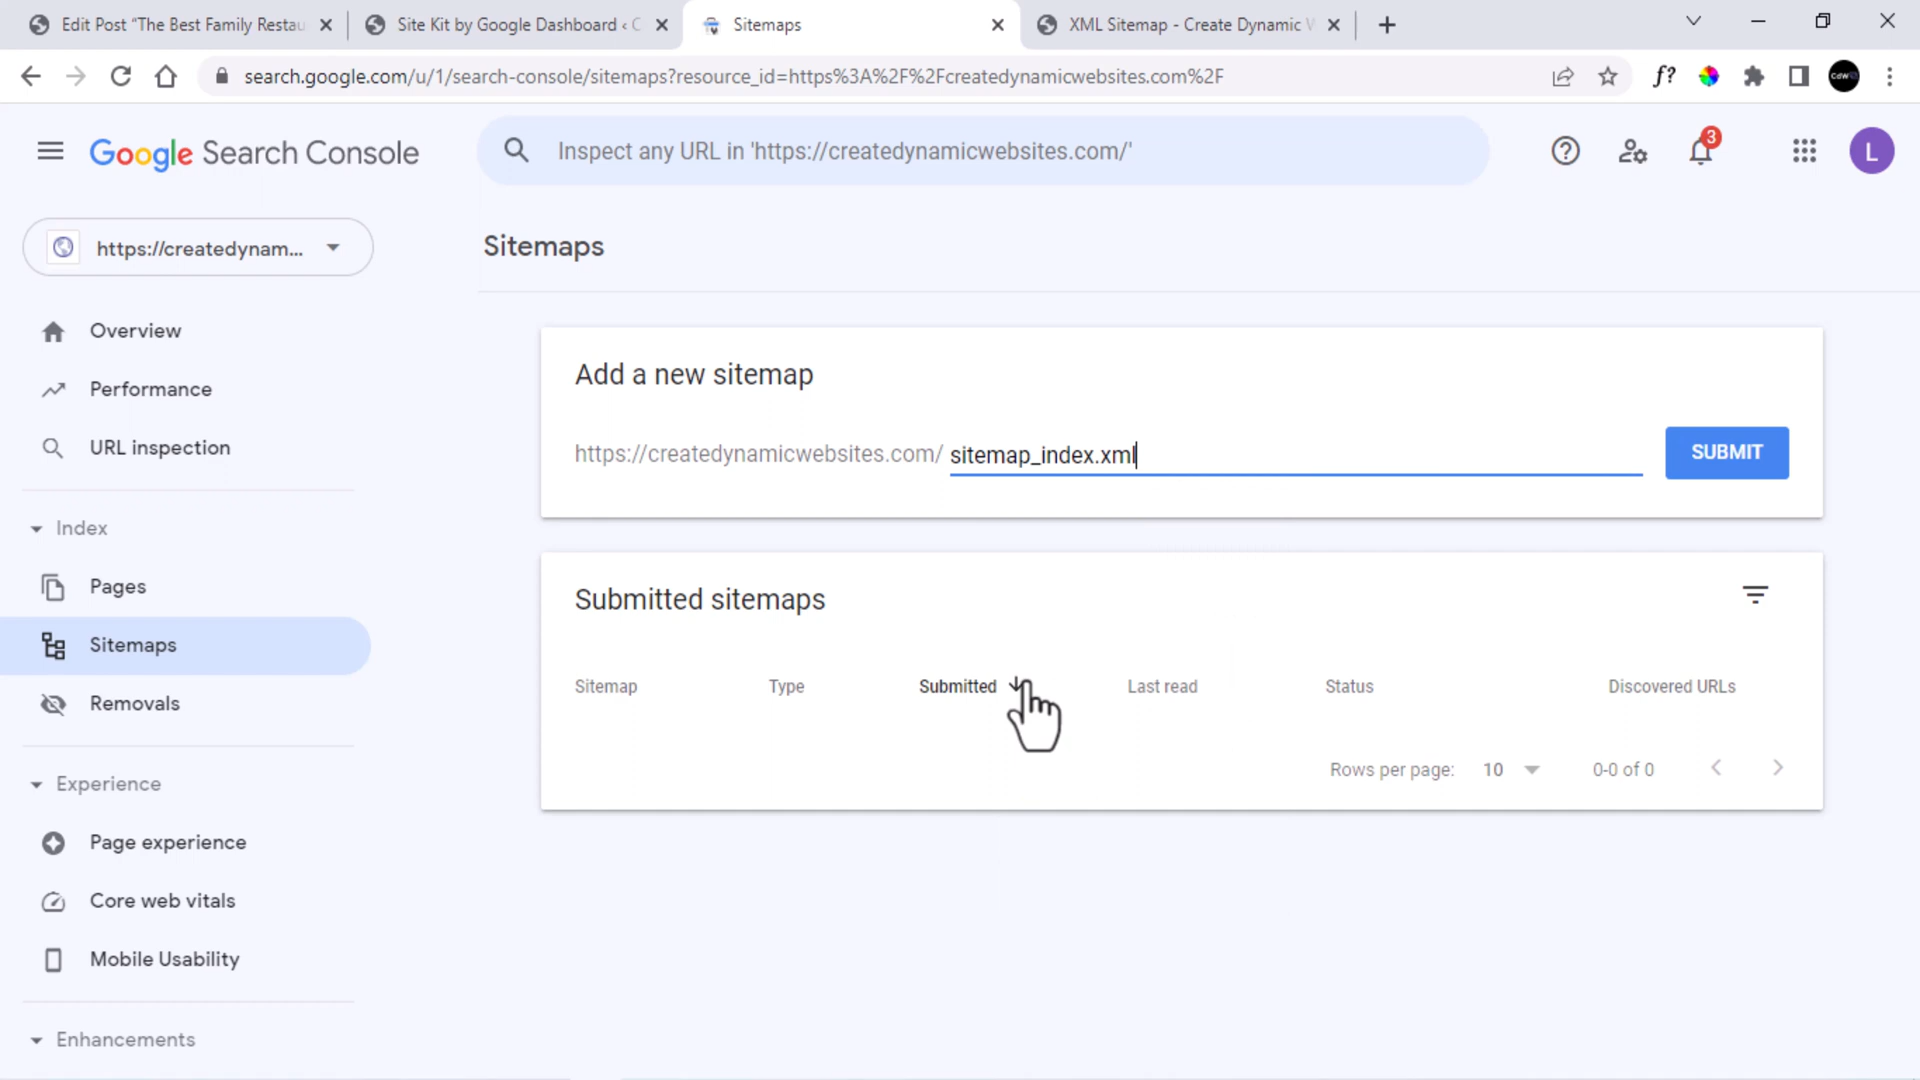 Edit Post “The Best Family Restau
Site Kit by Google Dashboard ‹ C
Sitemaps
XML Sitemap - Create Dynamic W
search.google.com/u/1/search-console/sitemaps?resource_id=https%3A%2F%2Fcreatedynamicwebsites.com%2F
f?
CdW
Google Search Console
Inspect any URL in 'https://createdynamicwebsites.com/'
3
L
https://createdynam...
Sitemaps
Overview
Performance
URL inspection
Index
Pages
Sitemaps
Removals
Experience
Page experience
Core web vitals
Mobile Usability
Enhancements
Add a new sitemap
https://createdynamicwebsites.com/ sitemap_index.xml
SUBMIT
Submitted sitemaps
Sitemap Type Submitted Last read Status Discovered URLs
Rows per page: 10 0-0 of 0